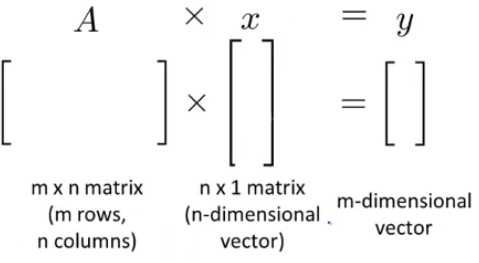 A × x = y
[ ] × [ ] = [ ]
m x n matrix
(m rows,
n columns)
n x 1 matrix
(n-dimensional
vector)
m-dimensional
vector